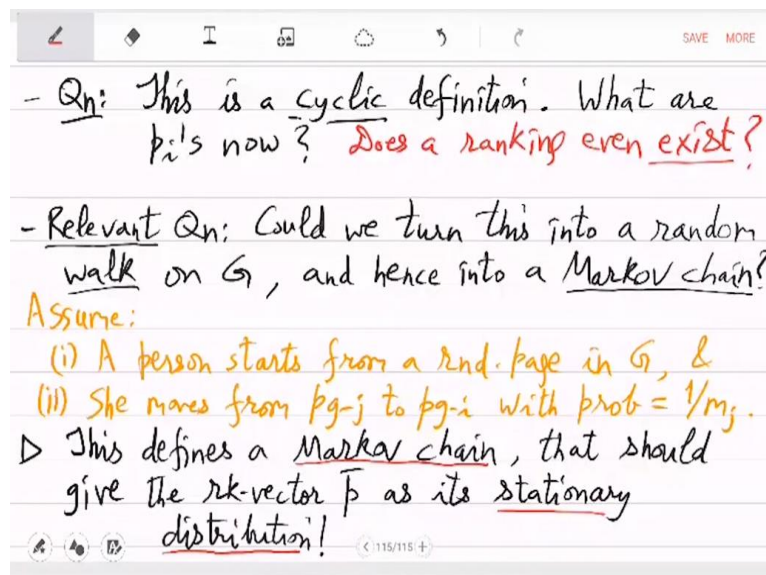 SAVE MORE
- Qn: This is a cyclic definition. What are
p_i's now? Does a ranking even exist?
- Relevant Qn: Could we turn this into a random
walk on G, and hence into a Markov chain?
Assume:
(i) A person starts from a rnd. page in G, &
(ii) She moves from pg-j to pg-i with prob = 1/m_j.
▷ This defines a Markov chain, that should
give the rk-vector p̄ as its stationary
distribution!
< 115/115 +